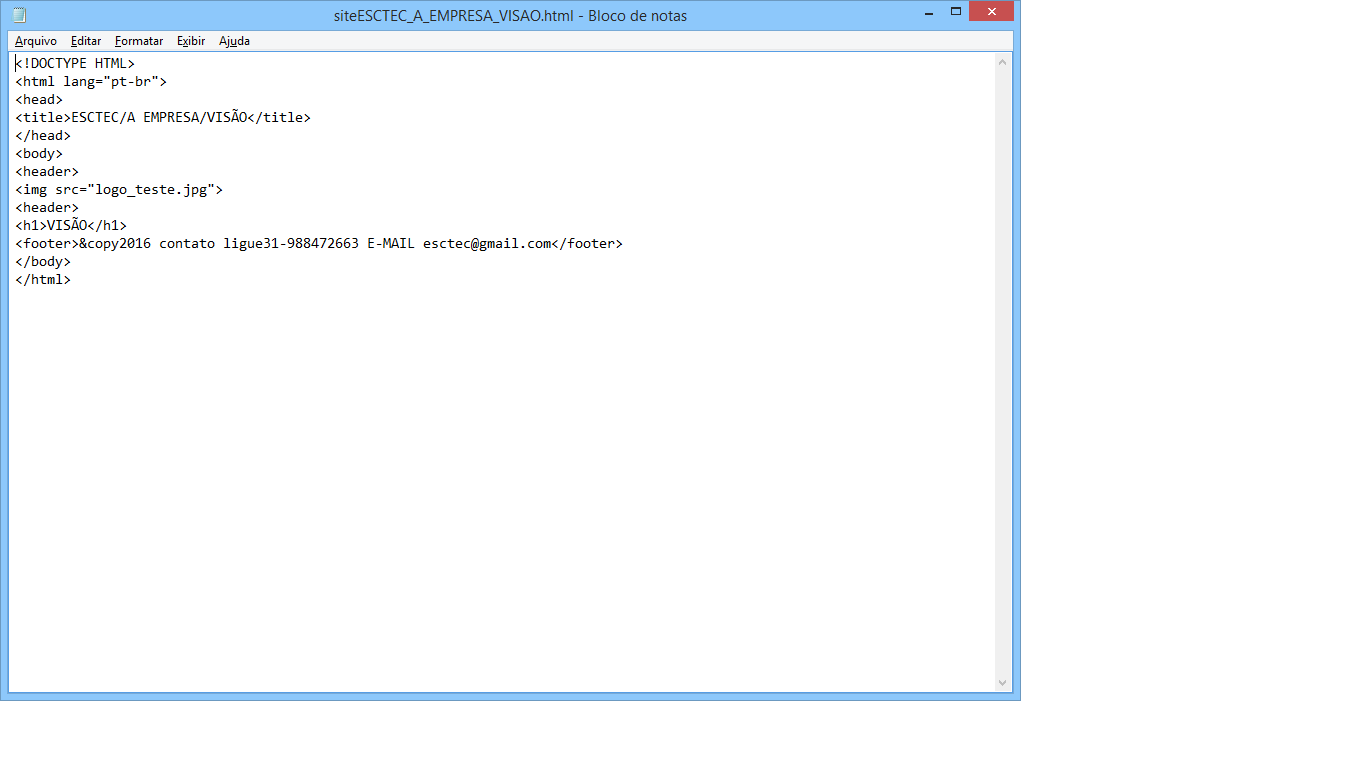 siteESCTEC_A_EMPRESA_VISAO.html - Bloco de notas
Arquivo Editar Formatar Exibir Ajuda
<!DOCTYPE HTML>
<html lang="pt-br">
<head>
<title>ESCTEC/A EMPRESA/VISÃO</title>
</head>
<body>
<header>
<img src="logo_teste.jpg">
<header>
<h1>VISÃO</h1>
<footer>&copy2016 contato ligue31-988472663 E-MAIL esctec@gmail.com</footer>
</body>
</html>